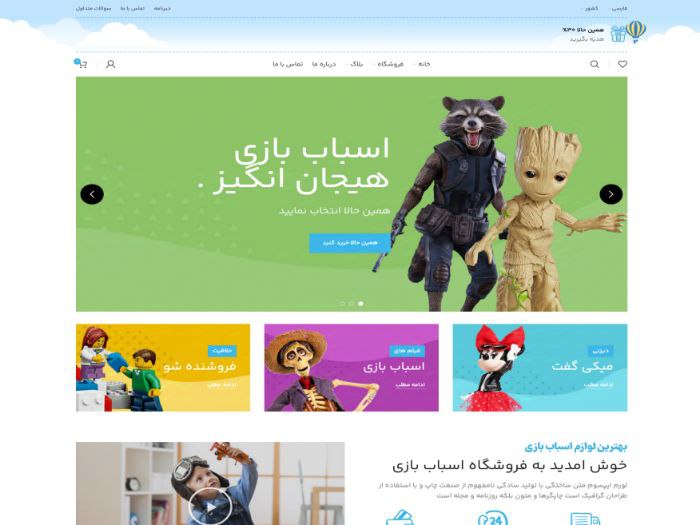 فارسی
کشور
خبرنامه
تماس با ما
سوالات متداول
همین حالا ۳۰٪
هدیه بگیرید
خانه
فروشگاه
بلاگ
درباره ما
تماس با ما
اسباب بازی
هیجان انگیز .
همین حالا انتخاب نمایید
همین حالا خرید کنید
دیزنی
میکی گفت
ادامه مطلب
فیلم های
اسباب بازی
ادامه مطلب
خلاقیت
فروشنده شو
ادامه مطلب
بهترین لوازم اسباب بازی
خوش آمدید به فروشگاه اسباب بازی
لورم ایپسوم متن ساختگی با تولید سادگی نامفهوم از صنعت چاپ و با استفاده از
طراحان گرافیک است چاپگرها و متون بلکه روزنامه و مجله است
24